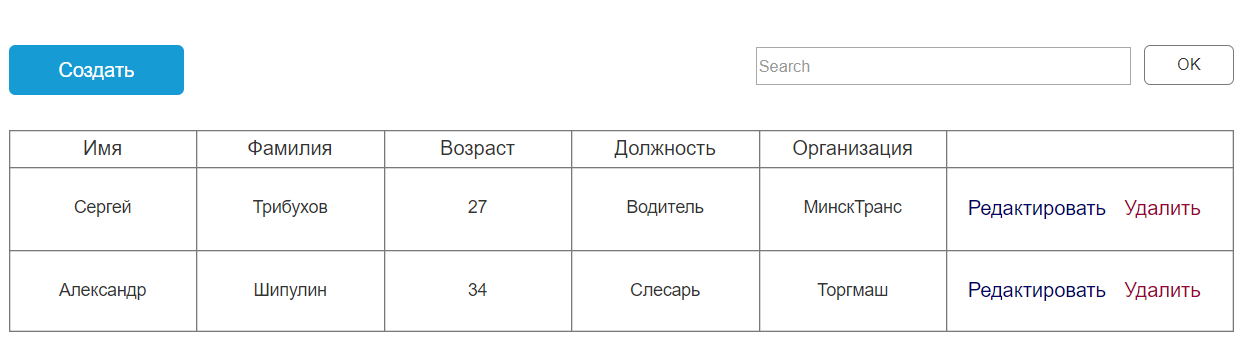 Создать Search OK
Имя Фамилия Возраст Должность Организация
Сергей Трибухов 27 Водитель МинскТранс Редактировать Удалить
Александр Шипулин 34 Слесарь Торгмаш Редактировать Удалить